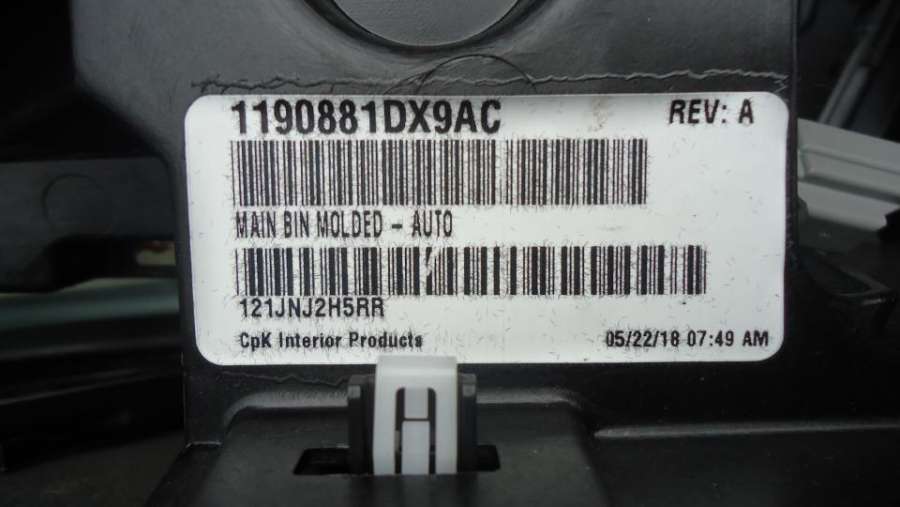 1190881DX9AC REV: A
MAIN BIN MOLDED - AUTO
121JNJ2H5RR
CpK Interior Products 05/22/18 07:49 AM